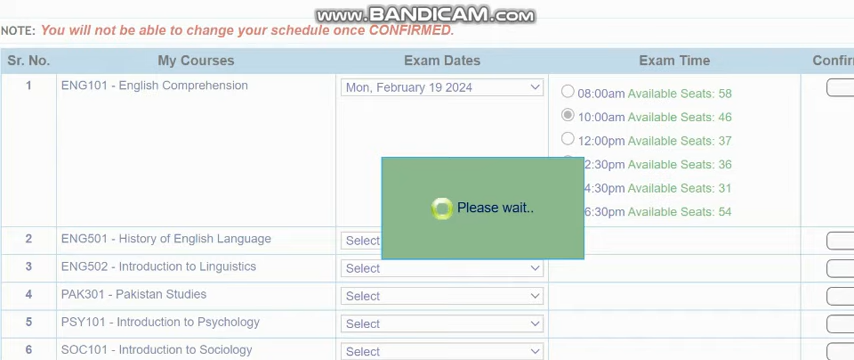 www.BANDICAM.com
NOTE: You will not be able to change your schedule once CONFIRMED.
Sr. No. My Courses Exam Dates Exam Time
1 ENG101 - English Comprehension Mon, February 19 2024 08:00am Available Seats: 58
10:00am Available Seats: 46
12:00pm Available Seats: 37
2:30pm Available Seats: 36
4:30pm Available Seats: 31
Please wait..
6:30pm Available Seats: 54
2 ENG501 - History of English Language Select
3 ENG502 - Introduction to Linguistics Select
4 PAK301 - Pakistan Studies Select
5 PSY101 - Introduction to Psychology Select
6 SOC101 - Introduction to Sociology Select